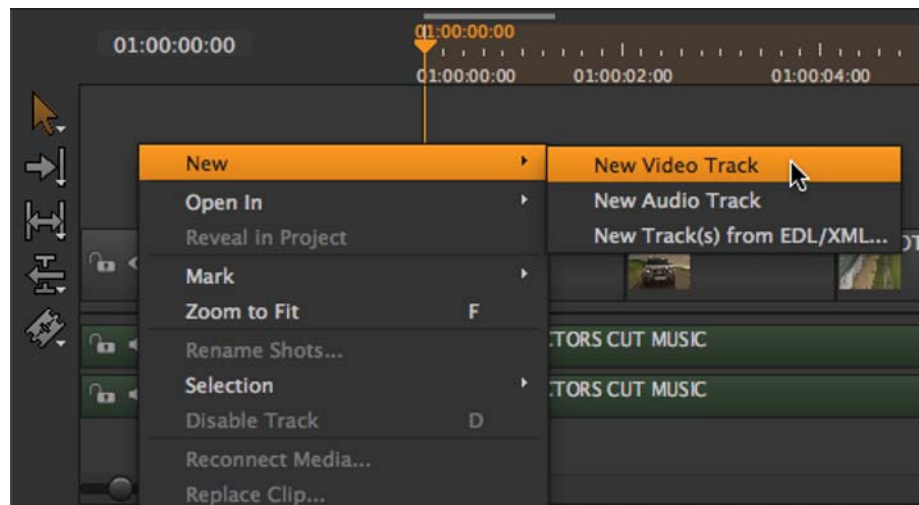 01:00:00:00
01:00:00:00
01:00:00:00 01:00:02:00 01:00:04:00
New
New Video Track
Open In
New Audio Track
Reveal in Project
New Track(s) from EDL/XML...
Mark
Zoom to Fit F
Rename Shots...
TORS CUT MUSIC
Selection
TORS CUT MUSIC
Disable Track D
Reconnect Media...
Replace Clip...